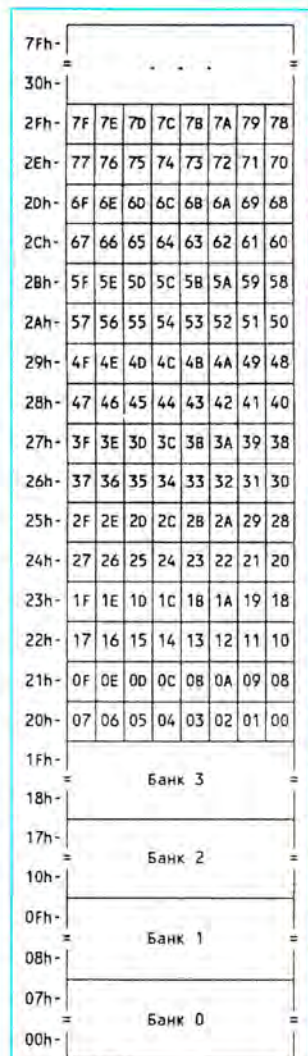 7Fh-
= . . . . =
30h-
2Fh- 7F 7E 7D 7C 7B 7A 79 78
2Eh- 77 76 75 74 73 72 71 70
2Dh- 6F 6E 6D 6C 6B 6A 69 68
2Ch- 67 66 65 64 63 62 61 60
2Bh- 5F 5E 5D 5C 5B 5A 59 58
2Ah- 57 56 55 54 53 52 51 50
29h- 4F 4E 4D 4C 4B 4A 49 48
28h- 47 46 45 44 43 42 41 40
27h- 3F 3E 3D 3C 3B 3A 39 38
26h- 37 36 35 34 33 32 31 30
25h- 2F 2E 2D 2C 2B 2A 29 28
24h- 27 26 25 24 23 22 21 20
23h- 1F 1E 1D 1C 1B 1A 19 18
22h- 17 16 15 14 13 12 11 10
21h- 0F 0E 0D 0C 0B 0A 09 08
20h- 07 06 05 04 03 02 01 00
1Fh-
= Банк 3 =
18h-
17h-
= Банк 2 =
10h-
0Fh-
= Банк 1 =
08h-
07h-
= Банк 0 =
00h-